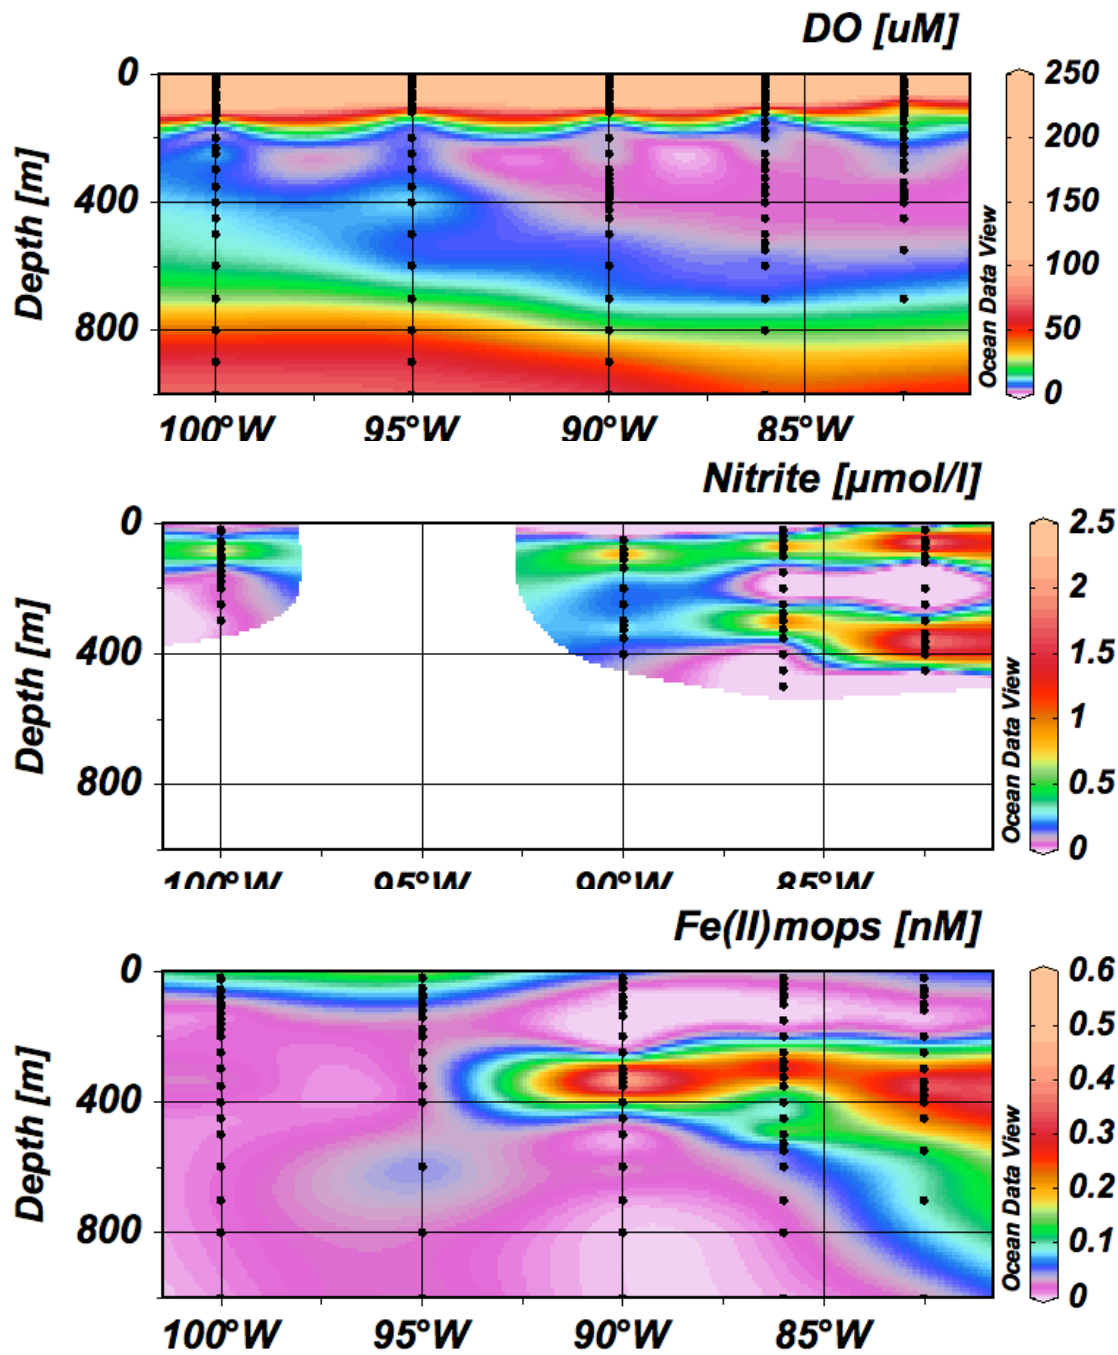 DO [uM]
0
400
800
Depth [m]
100°W
95°W
90°W
85°W
250
200
150
100
50
0
Ocean Data View
Nitrite [µmol/l]
0
400
800
Depth [m]
100°W
95°W
90°W
85°W
2.5
2
1.5
1
0.5
0
Ocean Data View
Fe(II)mops [nM]
0
400
800
Depth [m]
100°W
95°W
90°W
85°W
0.6
0.5
0.4
0.3
0.2
0.1
0
Ocean Data View